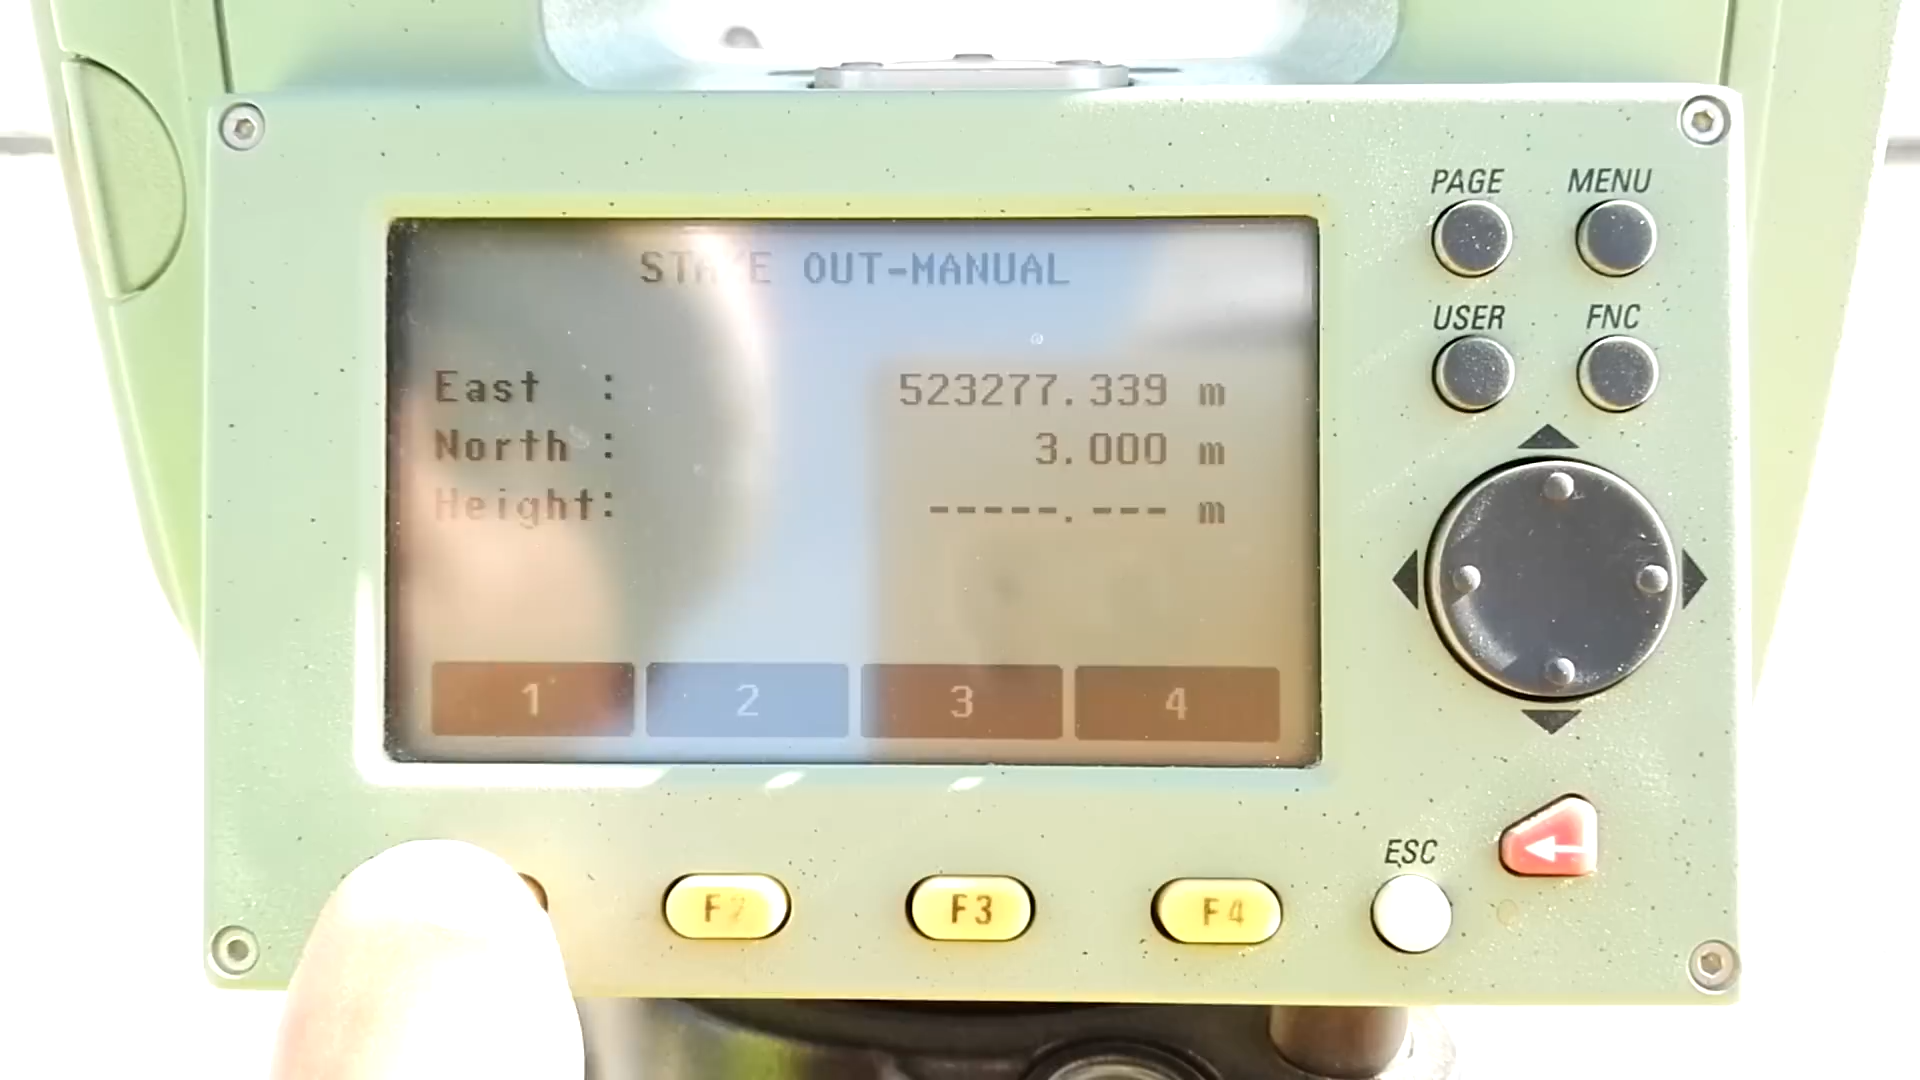 PAGE MENU
STAKE OUT-MANUAL
USER FNC
East : 523277.339 m
North : 3.000 m
Height: -----.--- m
1 2 3 4
ESC
F2 F3 F4